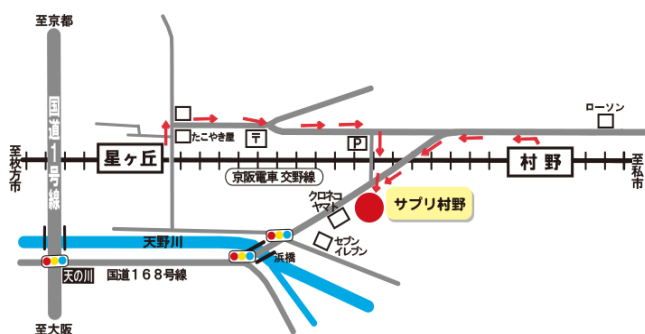 至京都
国道1号線
至枚方市
星ヶ丘
たこやき屋
〒
P
ローソン
村野
至私市
京阪電車 交野線
クロネコ
ヤマト
サプリ村野
セブン
イレブン
天野川
浜橋
天の川
国道168号線
至大阪